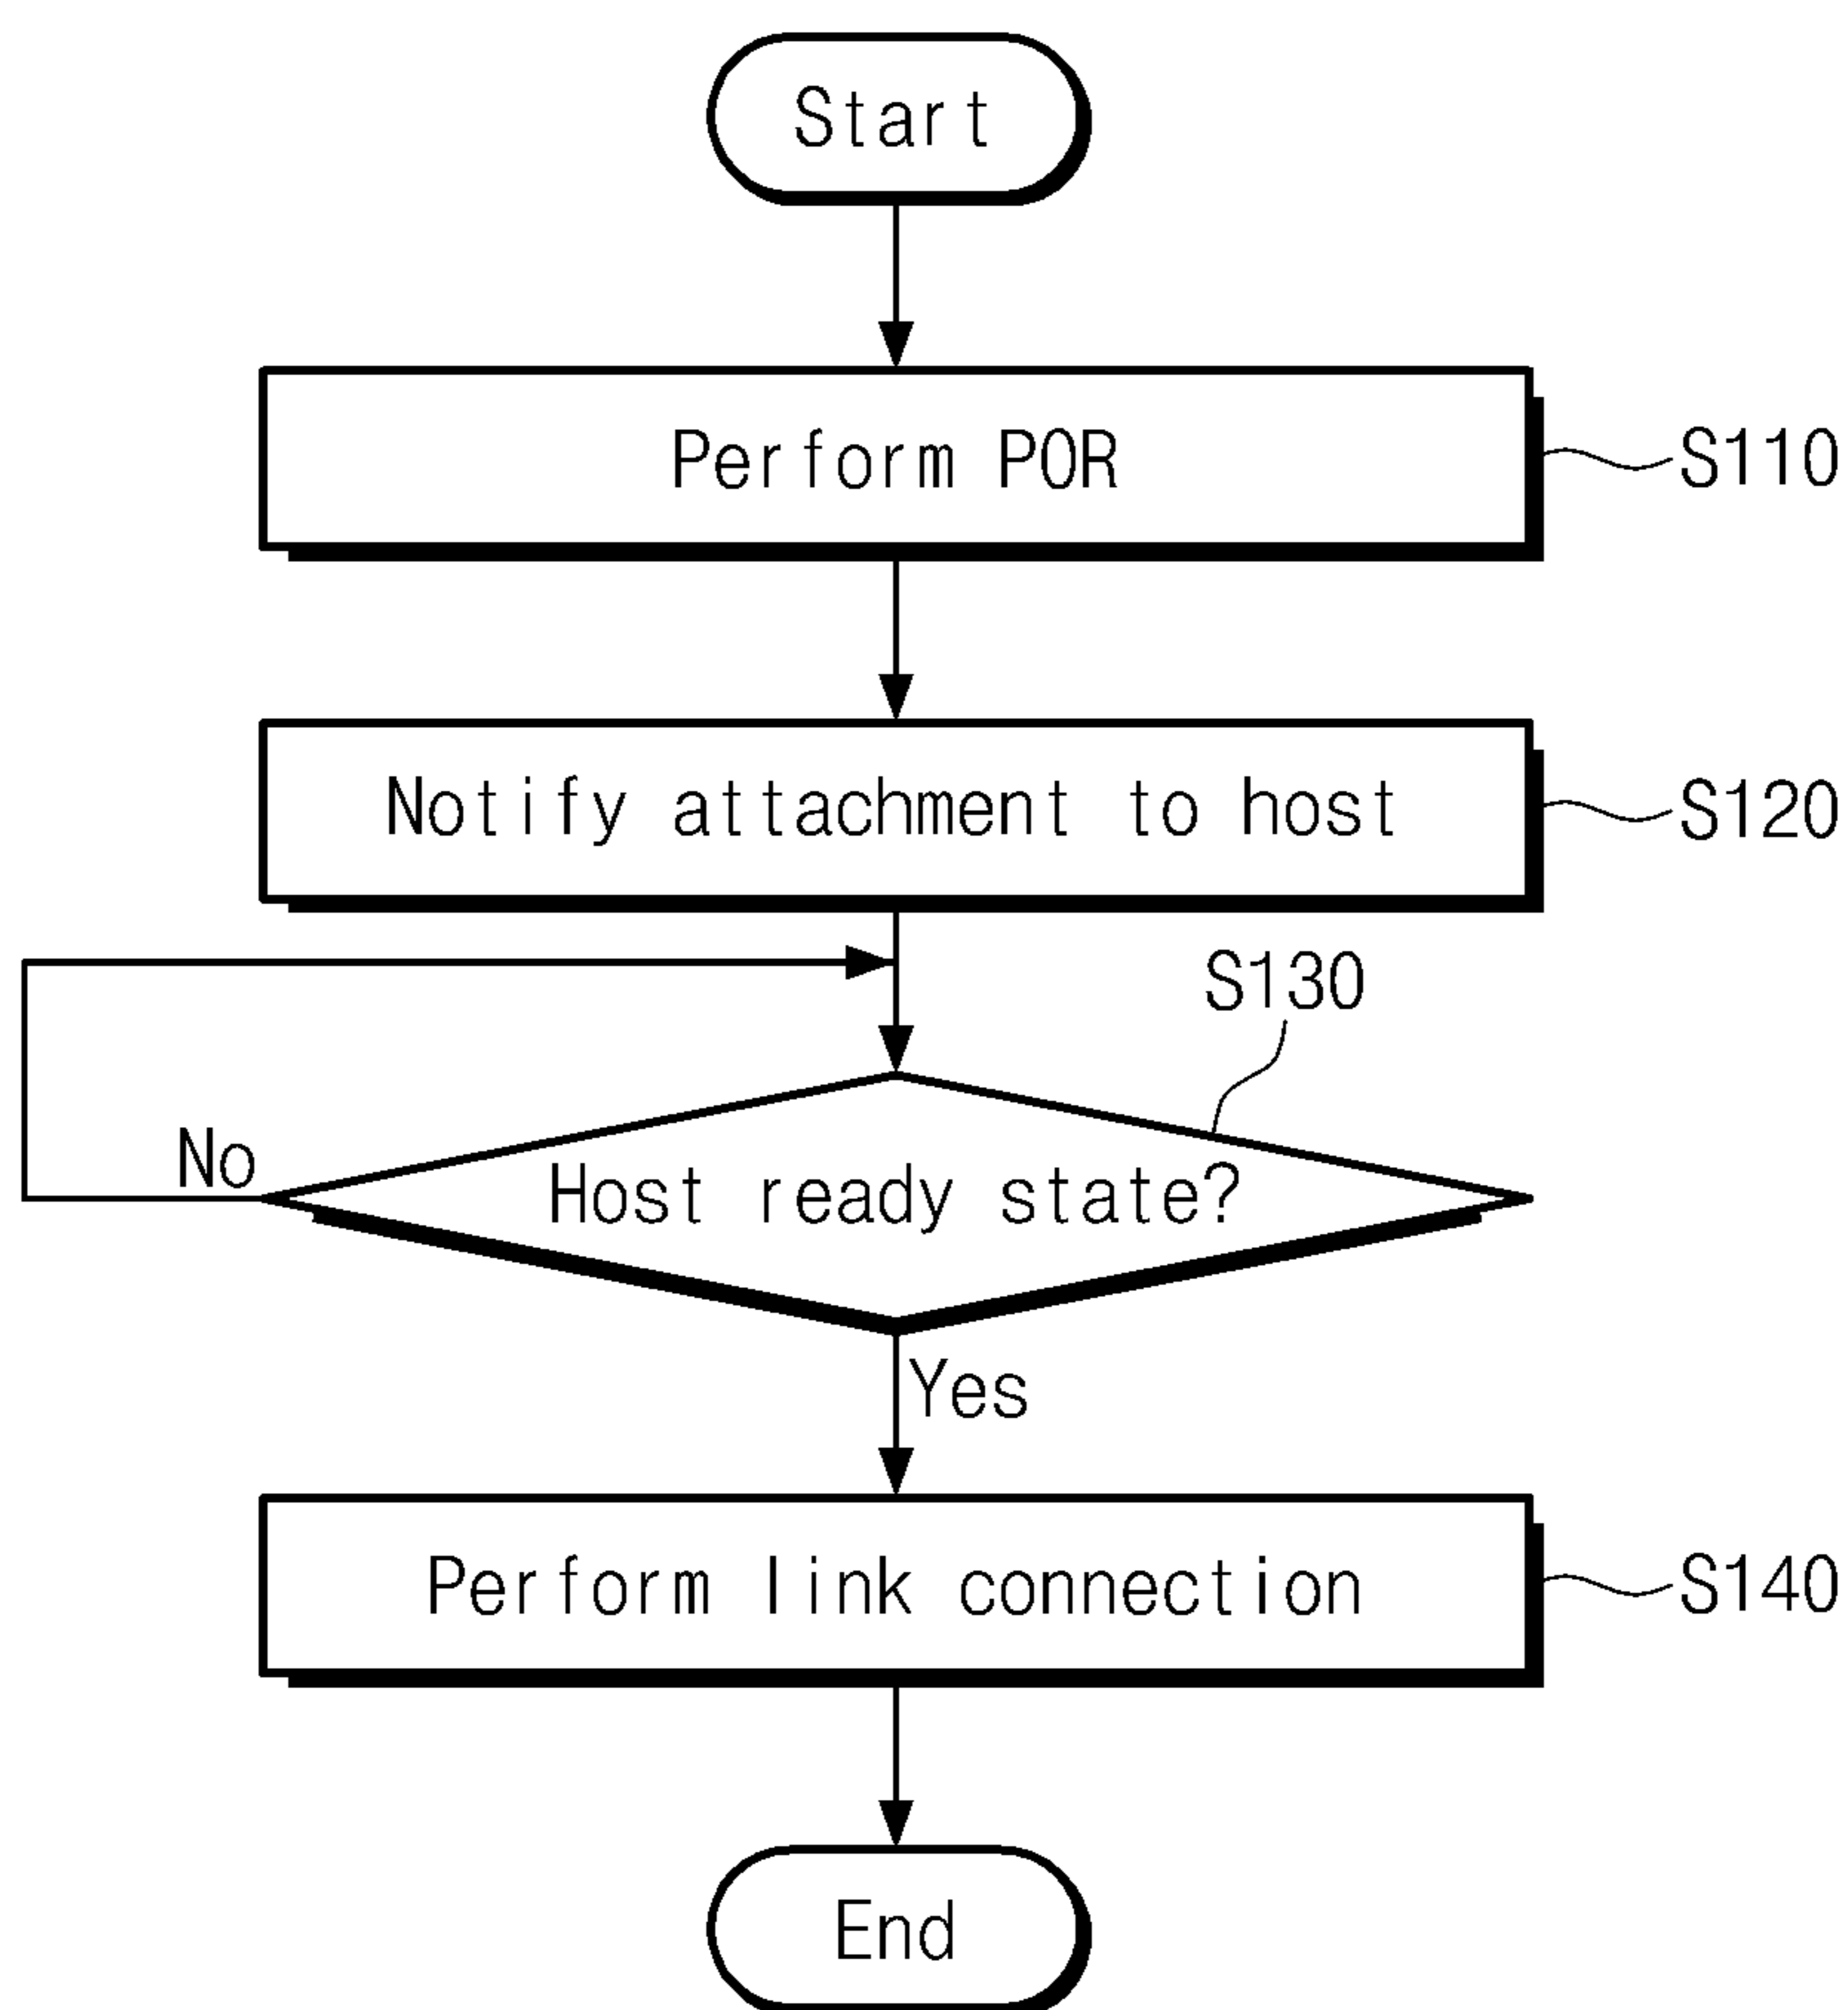 Start
Perform POR
S110
Notify attachment to host
S120
S130
No
Host ready state?
Yes
Perform link connection
S140
End